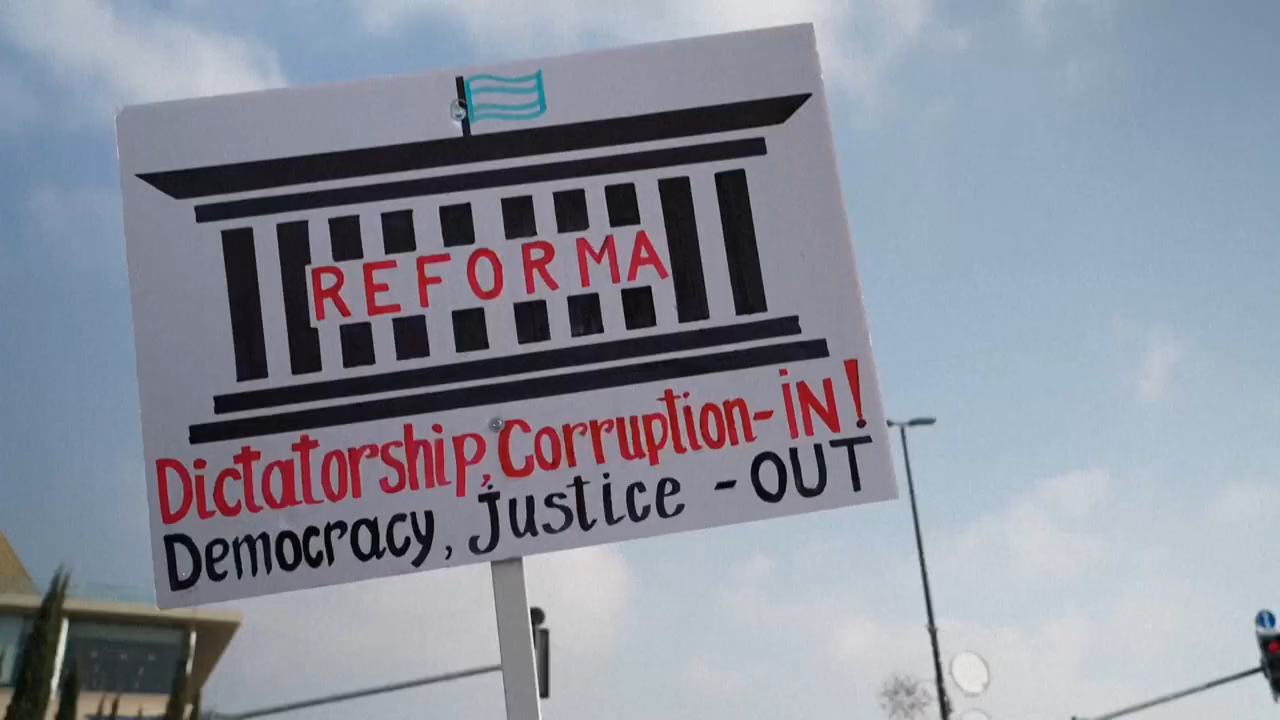 REFORMA
Dictatorship, Corruption - IN!
Democracy, justice - OUT